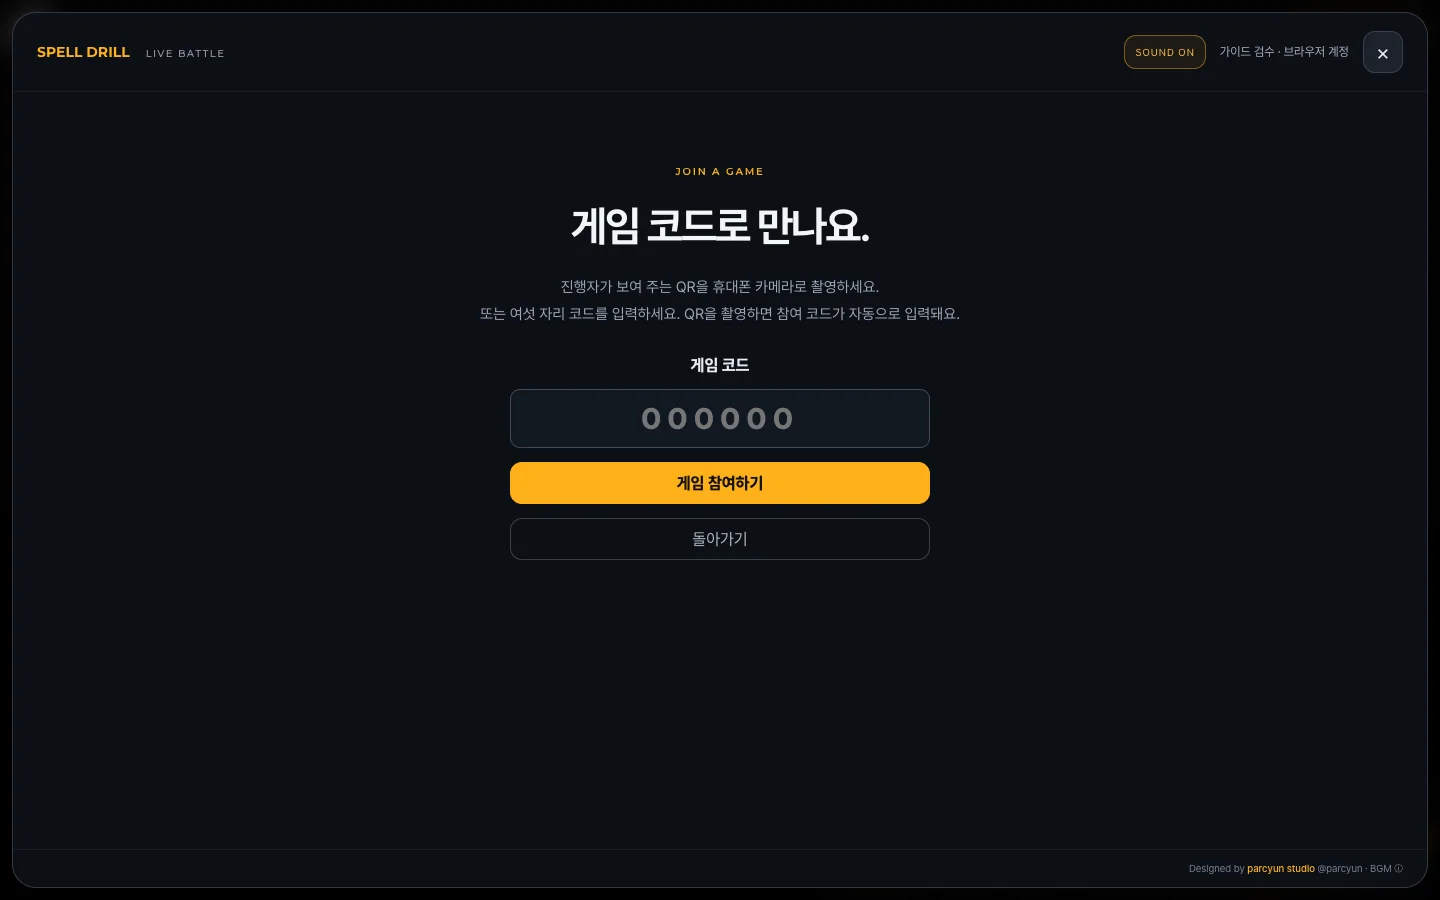 SPELL DRILL LIVE BATTLE
SOUND ON
가이드 검수 · 브라우저 계정
×
JOIN A GAME
게임 코드로 만나요.
진행자가 보여 주는 QR을 휴대폰 카메라로 촬영하세요.
또는 여섯 자리 코드를 입력하세요. QR을 촬영하면 참여 코드가 자동으로 입력돼요.
게임 코드
000000
게임 참여하기
돌아가기
Designed by parcyun studio @parcyun · BGM ⓘ